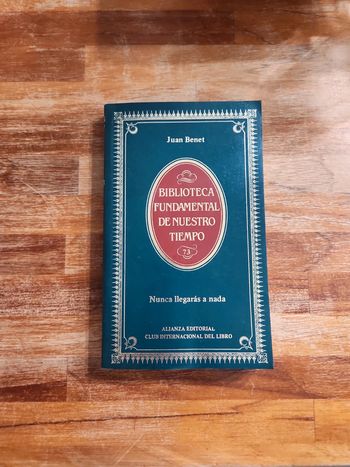 Juan Benet
BIBLIOTECA
FUNDAMENTAL
DE NUESTRO
TIEMPO
73
Nunca llegarás a nada
ALIANZA EDITORIAL
CLUB INTERNACIONAL DEL LIBRO